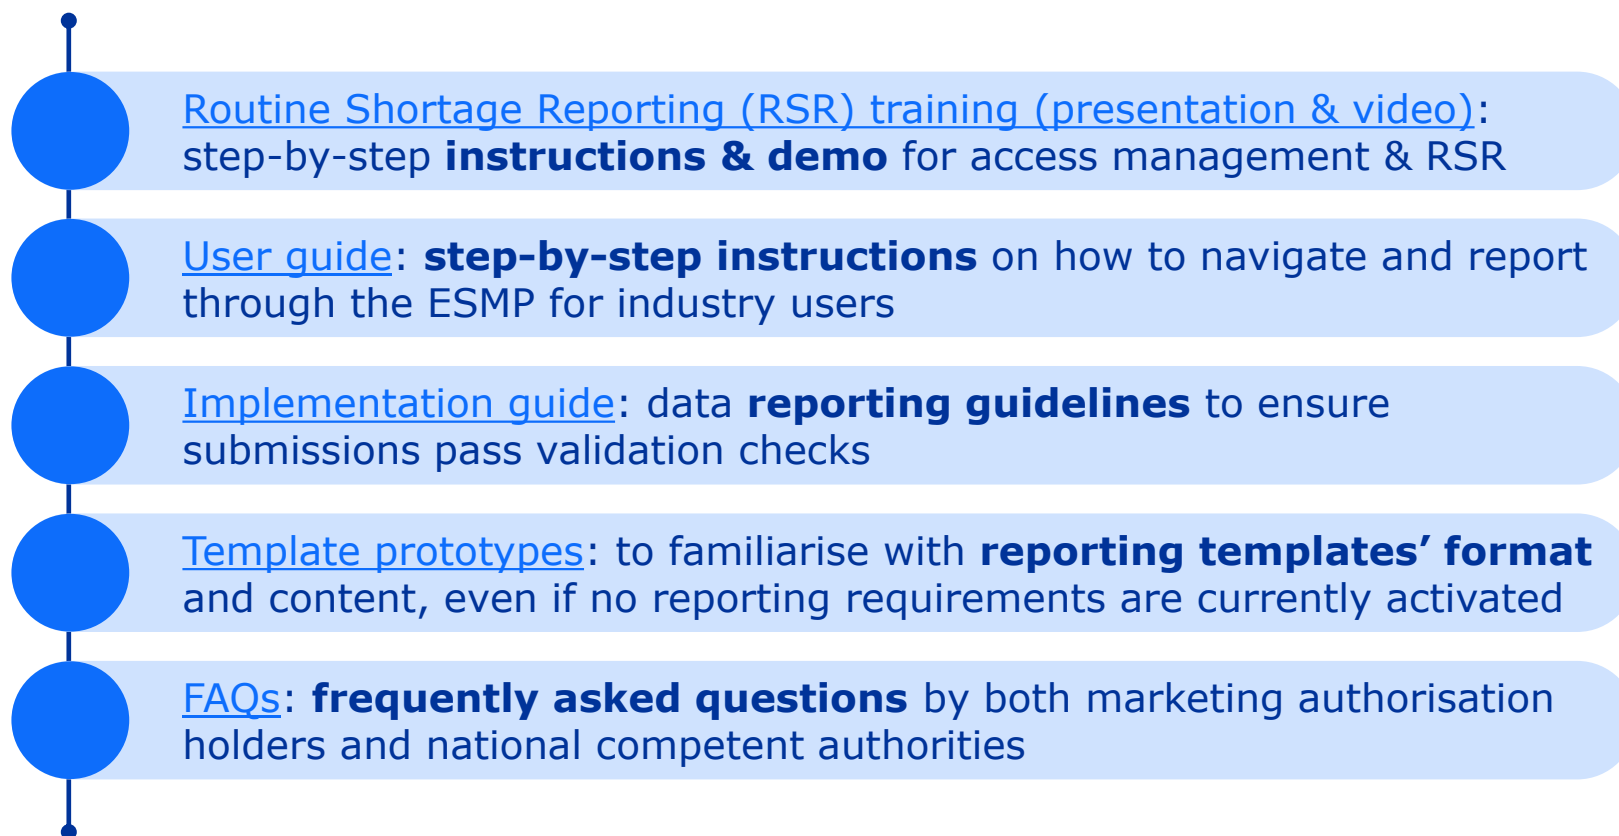 Routine Shortage Reporting (RSR) training (presentation & video):
step-by-step instructions & demo for access management & RSR
User guide: step-by-step instructions on how to navigate and report
through the ESMP for industry users
Implementation guide: data reporting guidelines to ensure
submissions pass validation checks
Template prototypes: to familiarise with reporting templates’ format
and content, even if no reporting requirements are currently activated
FAQs: frequently asked questions by both marketing authorisation
holders and national competent authorities